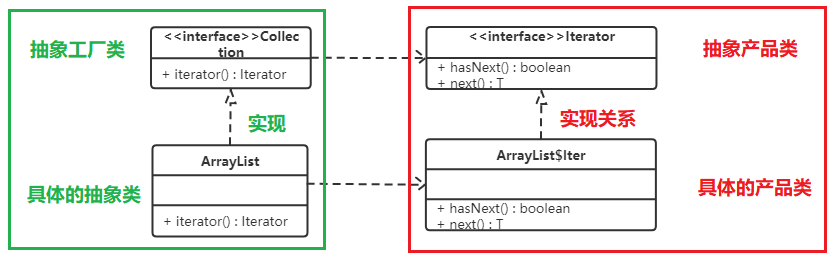 抽象工厂类
<<interface>>Collec
tion
+ iterator() : Iterator
<<interface>>Iterator
+ hasNext() : boolean
+ next() : T
抽象产品类
实现
实现关系
具体的抽象类
ArrayList
+ iterator() : Iterator
ArrayList$Iter
+ hasNext() : boolean
+ next() : T
具体的产品类